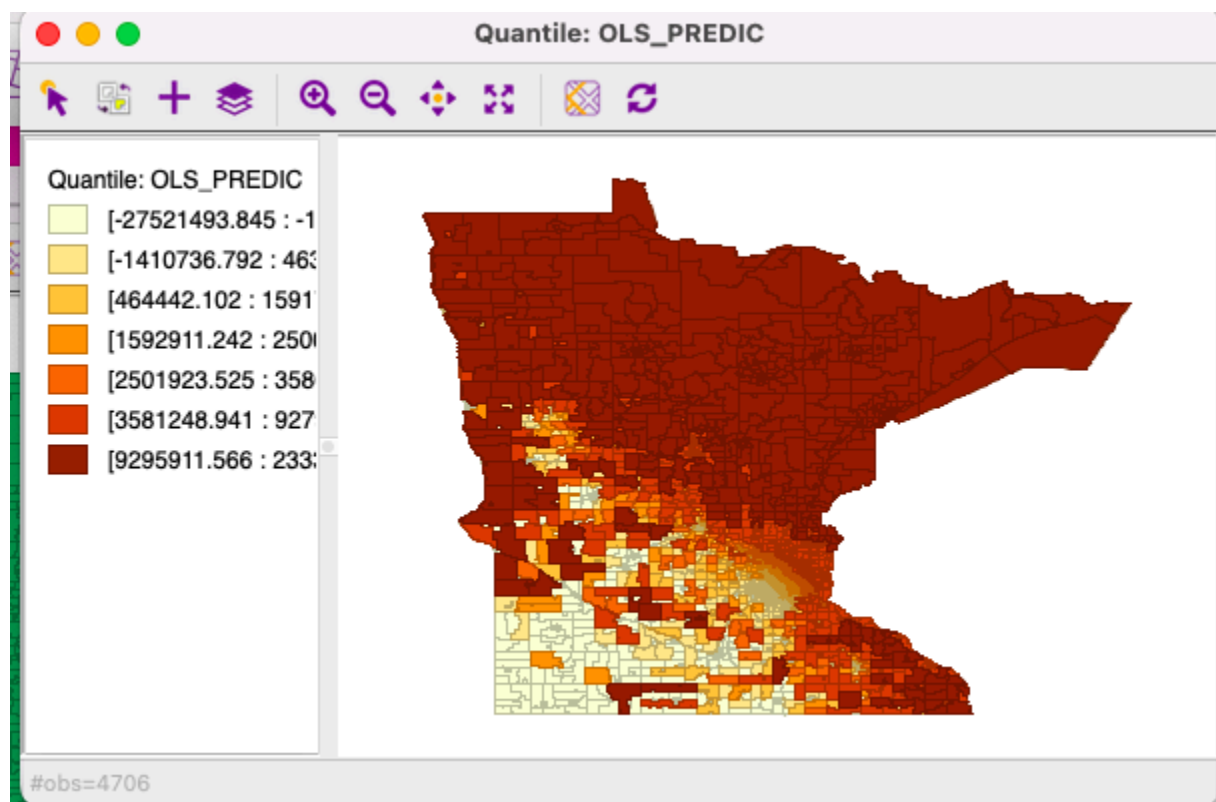 Quantile: OLS_PREDIC
Quantile: OLS_PREDIC
[-27521493.845 : -1
[-1410736.792 : 463
[464442.102 : 1591
[1592911.242 : 250
[2501923.525 : 358
[3581248.941 : 927
[9295911.566 : 233
#obs=4706